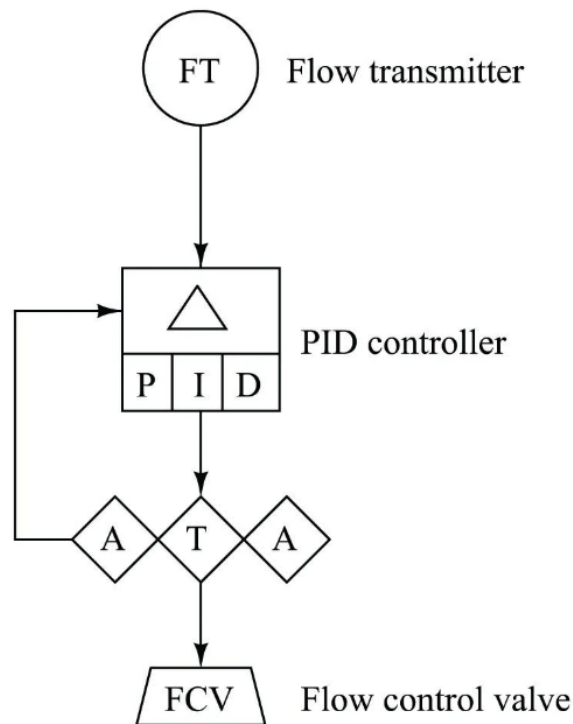 FT Flow transmitter
PID controller
P I D
A T A
FCV Flow control valve